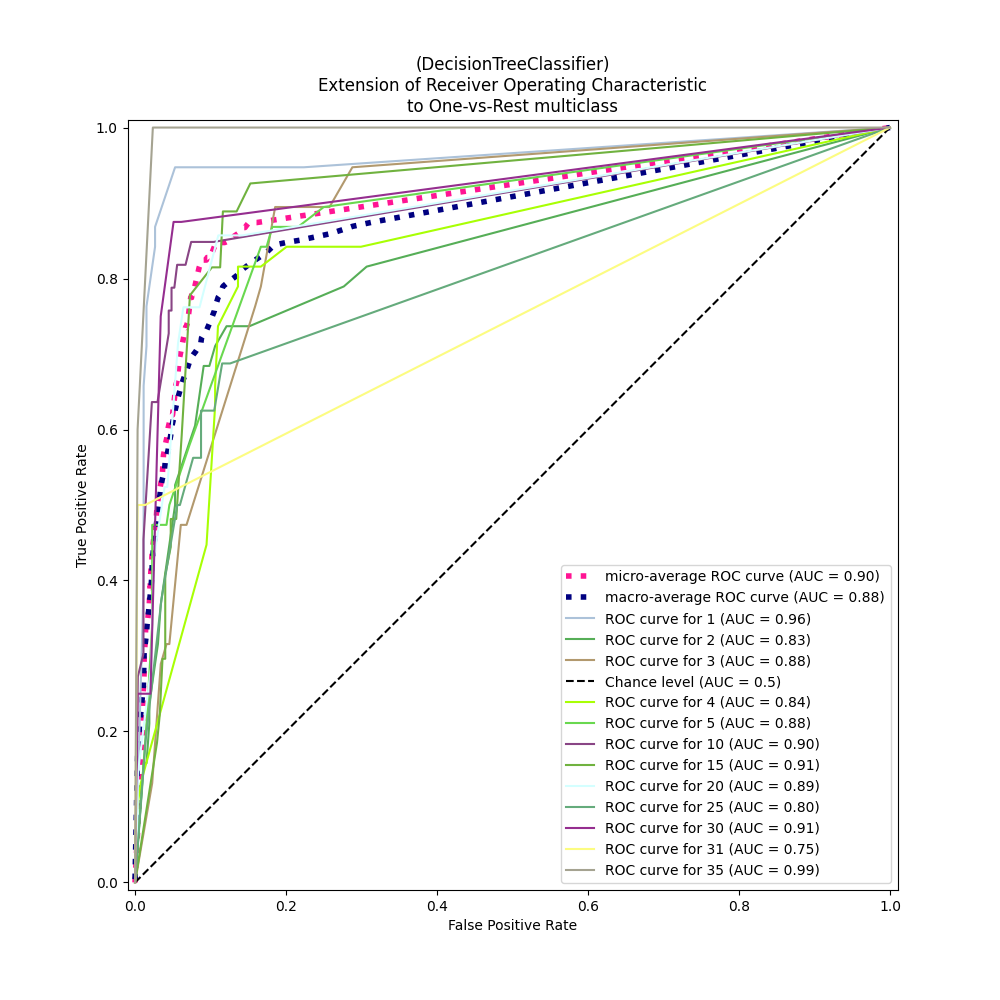 (DecisionTreeClassifier)
Extension of Receiver Operating Characteristic
to One-vs-Rest multiclass
True Positive Rate
1.0
0.8
0.6
0.4
0.2
0.0
micro-average ROC curve (AUC = 0.90)
macro-average ROC curve (AUC = 0.88)
ROC curve for 1 (AUC = 0.96)
ROC curve for 2 (AUC = 0.83)
ROC curve for 3 (AUC = 0.88)
Chance level (AUC = 0.5)
ROC curve for 4 (AUC = 0.84)
ROC curve for 5 (AUC = 0.88)
ROC curve for 10 (AUC = 0.90)
ROC curve for 15 (AUC = 0.91)
ROC curve for 20 (AUC = 0.89)
ROC curve for 25 (AUC = 0.80)
ROC curve for 30 (AUC = 0.91)
ROC curve for 31 (AUC = 0.75)
ROC curve for 35 (AUC = 0.99)
0.0 0.2 0.4 0.6 0.8 1.0
False Positive Rate